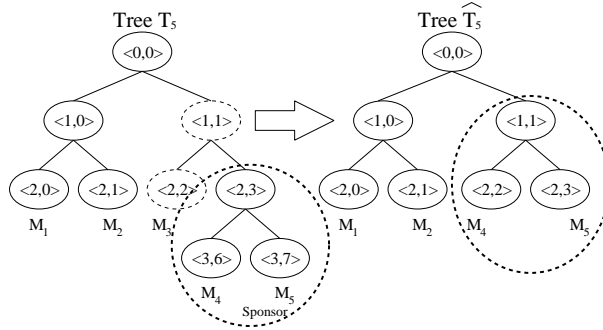 Tree T5 Tree T̂5
<0,0> <0,0>
<1,0> <1,1> <1,0> <1,1>
<2,0> <2,1> <2,2> <2,3> <2,0> <2,1> <2,2> <2,3>
M1 M2 M3 M1 M2 M4 M5
<3,6> <3,7>
M4 M5
Sponsor